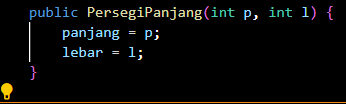 public PersegiPanjang(int p, int l) {
    panjang = p;
    lebar = l;
}